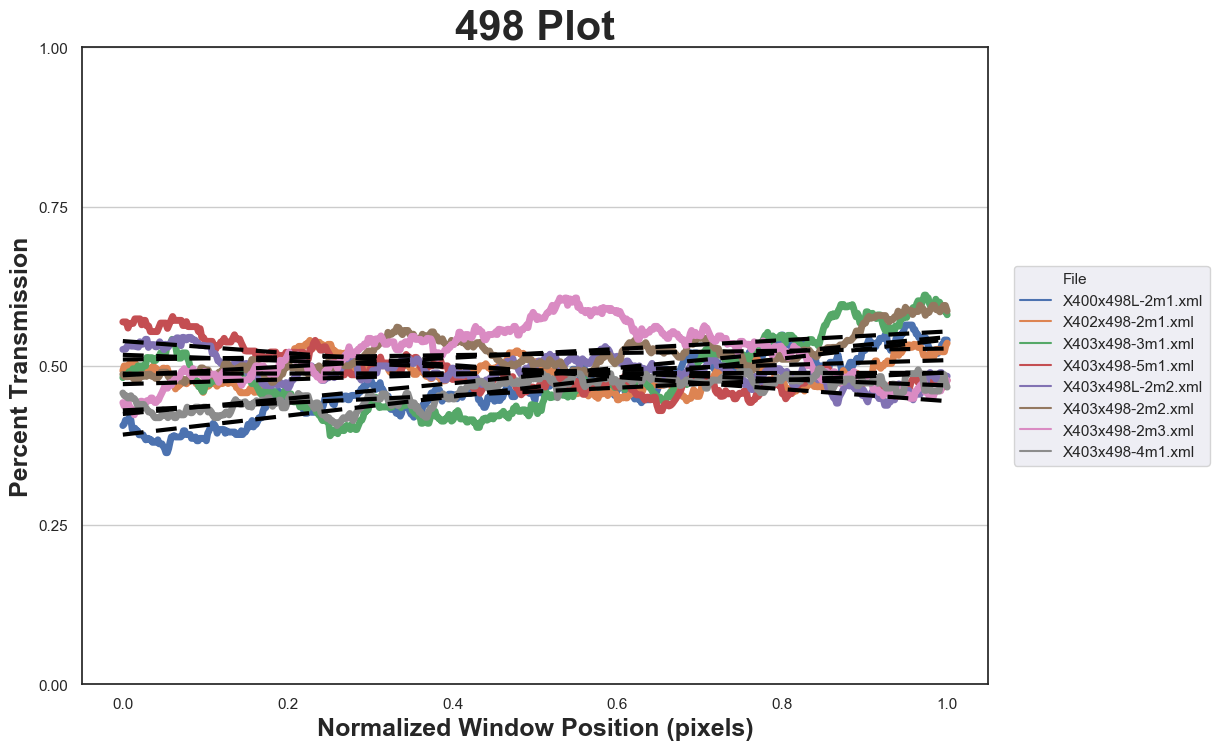 498 Plot
1.00
0.75
0.50
0.25
0.00
Percent Transmission
0.0 0.2 0.4 0.6 0.8 1.0
Normalized Window Position (pixels)
File
X400x498L-2m1.xml
X402x498-2m1.xml
X403x498-3m1.xml
X403x498-5m1.xml
X403x498L-2m2.xml
X403x498-2m2.xml
X403x498-2m3.xml
X403x498-4m1.xml